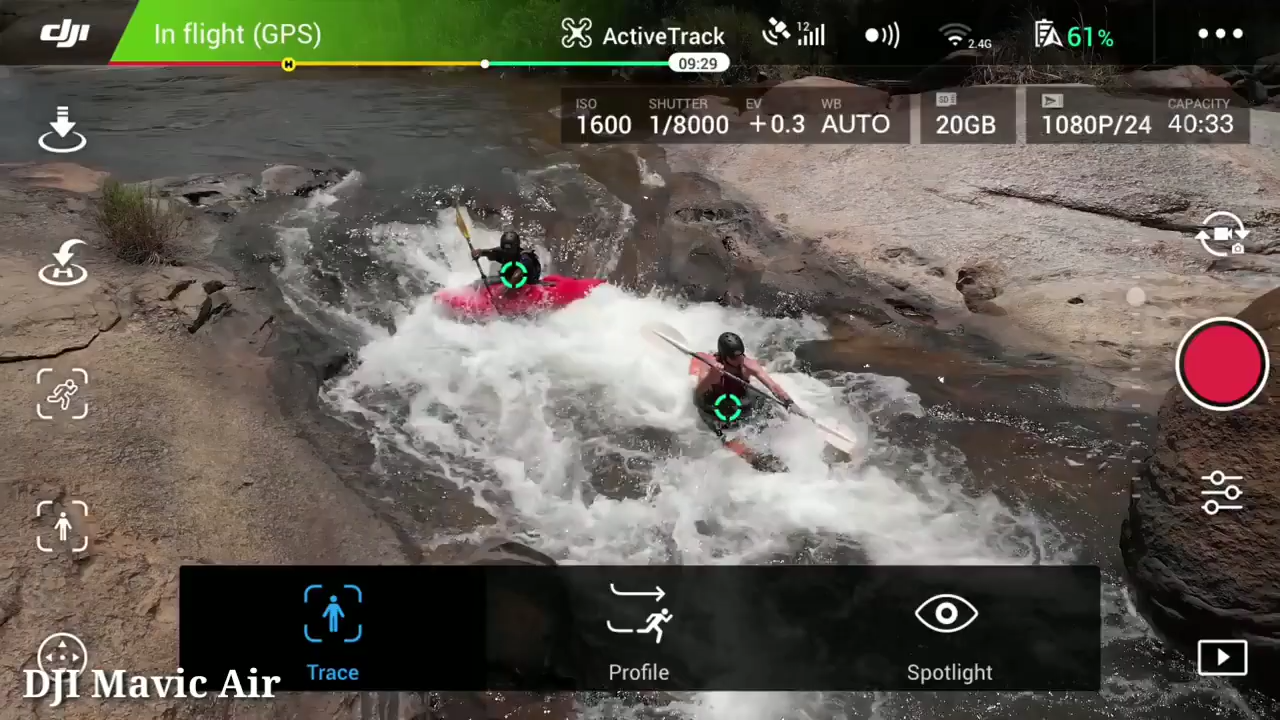 dji In flight (GPS) ActiveTrack 12 2.4G 61%
H 09:29
ISO SHUTTER EV WB SD CAPACITY
1600 1/8000 +0.3 AUTO 20GB 1080P/24 40:33
H
Trace Profile Spotlight
DJI Mavic Air